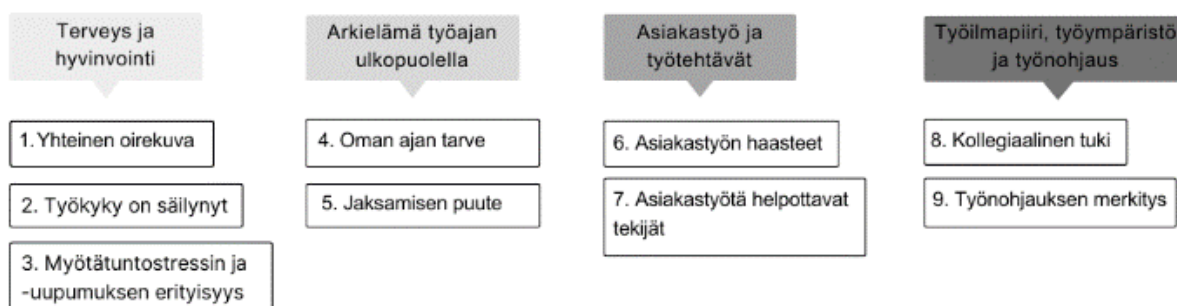 Terveys ja
hyvinvointi
1. Yhteinen oirekuva
2. Työkyky on säilynyt
3. Myötätuntostressin ja
-uupumuksen erityisyys
Arkielämä työajan
ulkopuolella
4. Oman ajan tarve
5. Jaksamisen puute
Asiakastyö ja
työtehtävät
6. Asiakastyön haasteet
7. Asiakastyötä helpottavat
tekijät
Työilmapiiri, työympäristö
ja työnohjaus
8. Kollegiaalinen tuki
9. Työnohjauksen merkitys